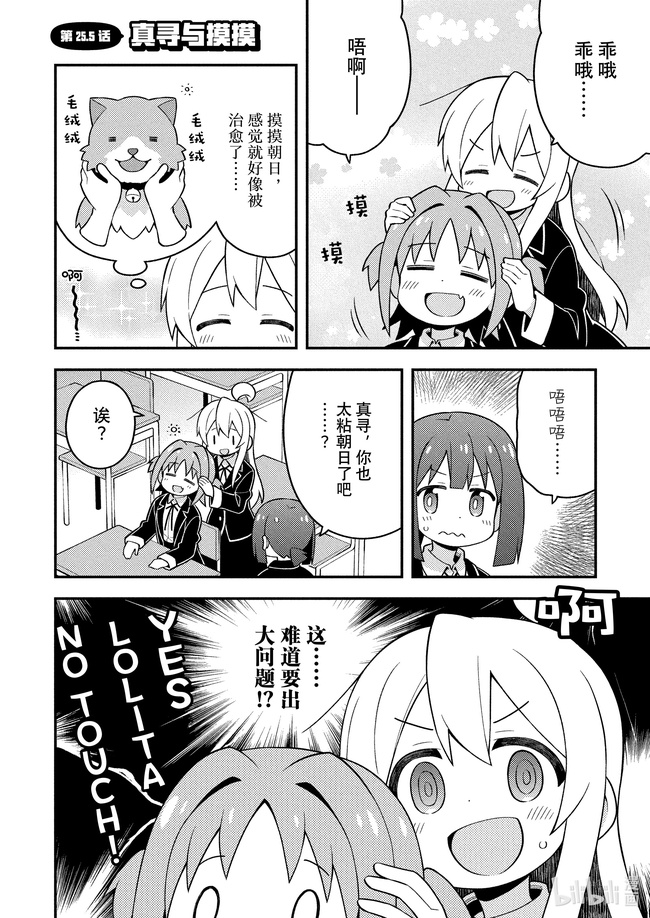 第 25.5 话
真寻与摸摸
乖哦
乖哦……
唔啊——
摸
摸
摸摸朝日，
感觉就好像被
治愈了……
毛绒绒
毛绒绒
啊
唔唔唔……
真寻，你也
太粘朝日了吧
……？
诶？
啊
这……
难道要出
大问题!?
YES
LOLITA
NO TOUCH!
bilibili